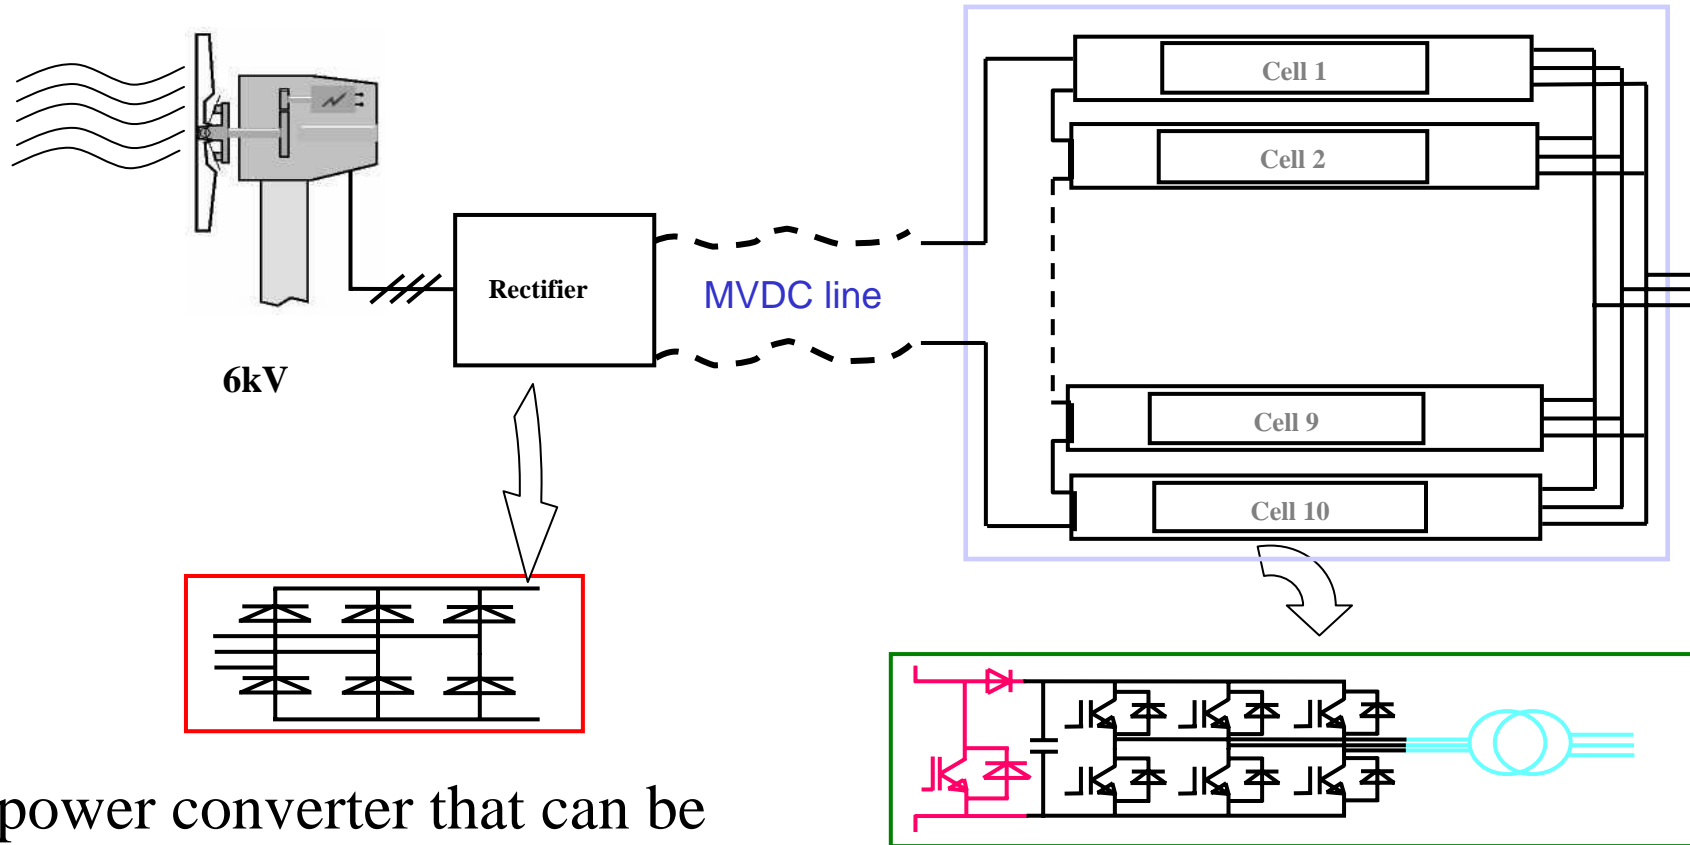 Cell 1
Cell 2
Rectifier
MVDC line
6kV
Cell 9
Cell 10
power converter that can be